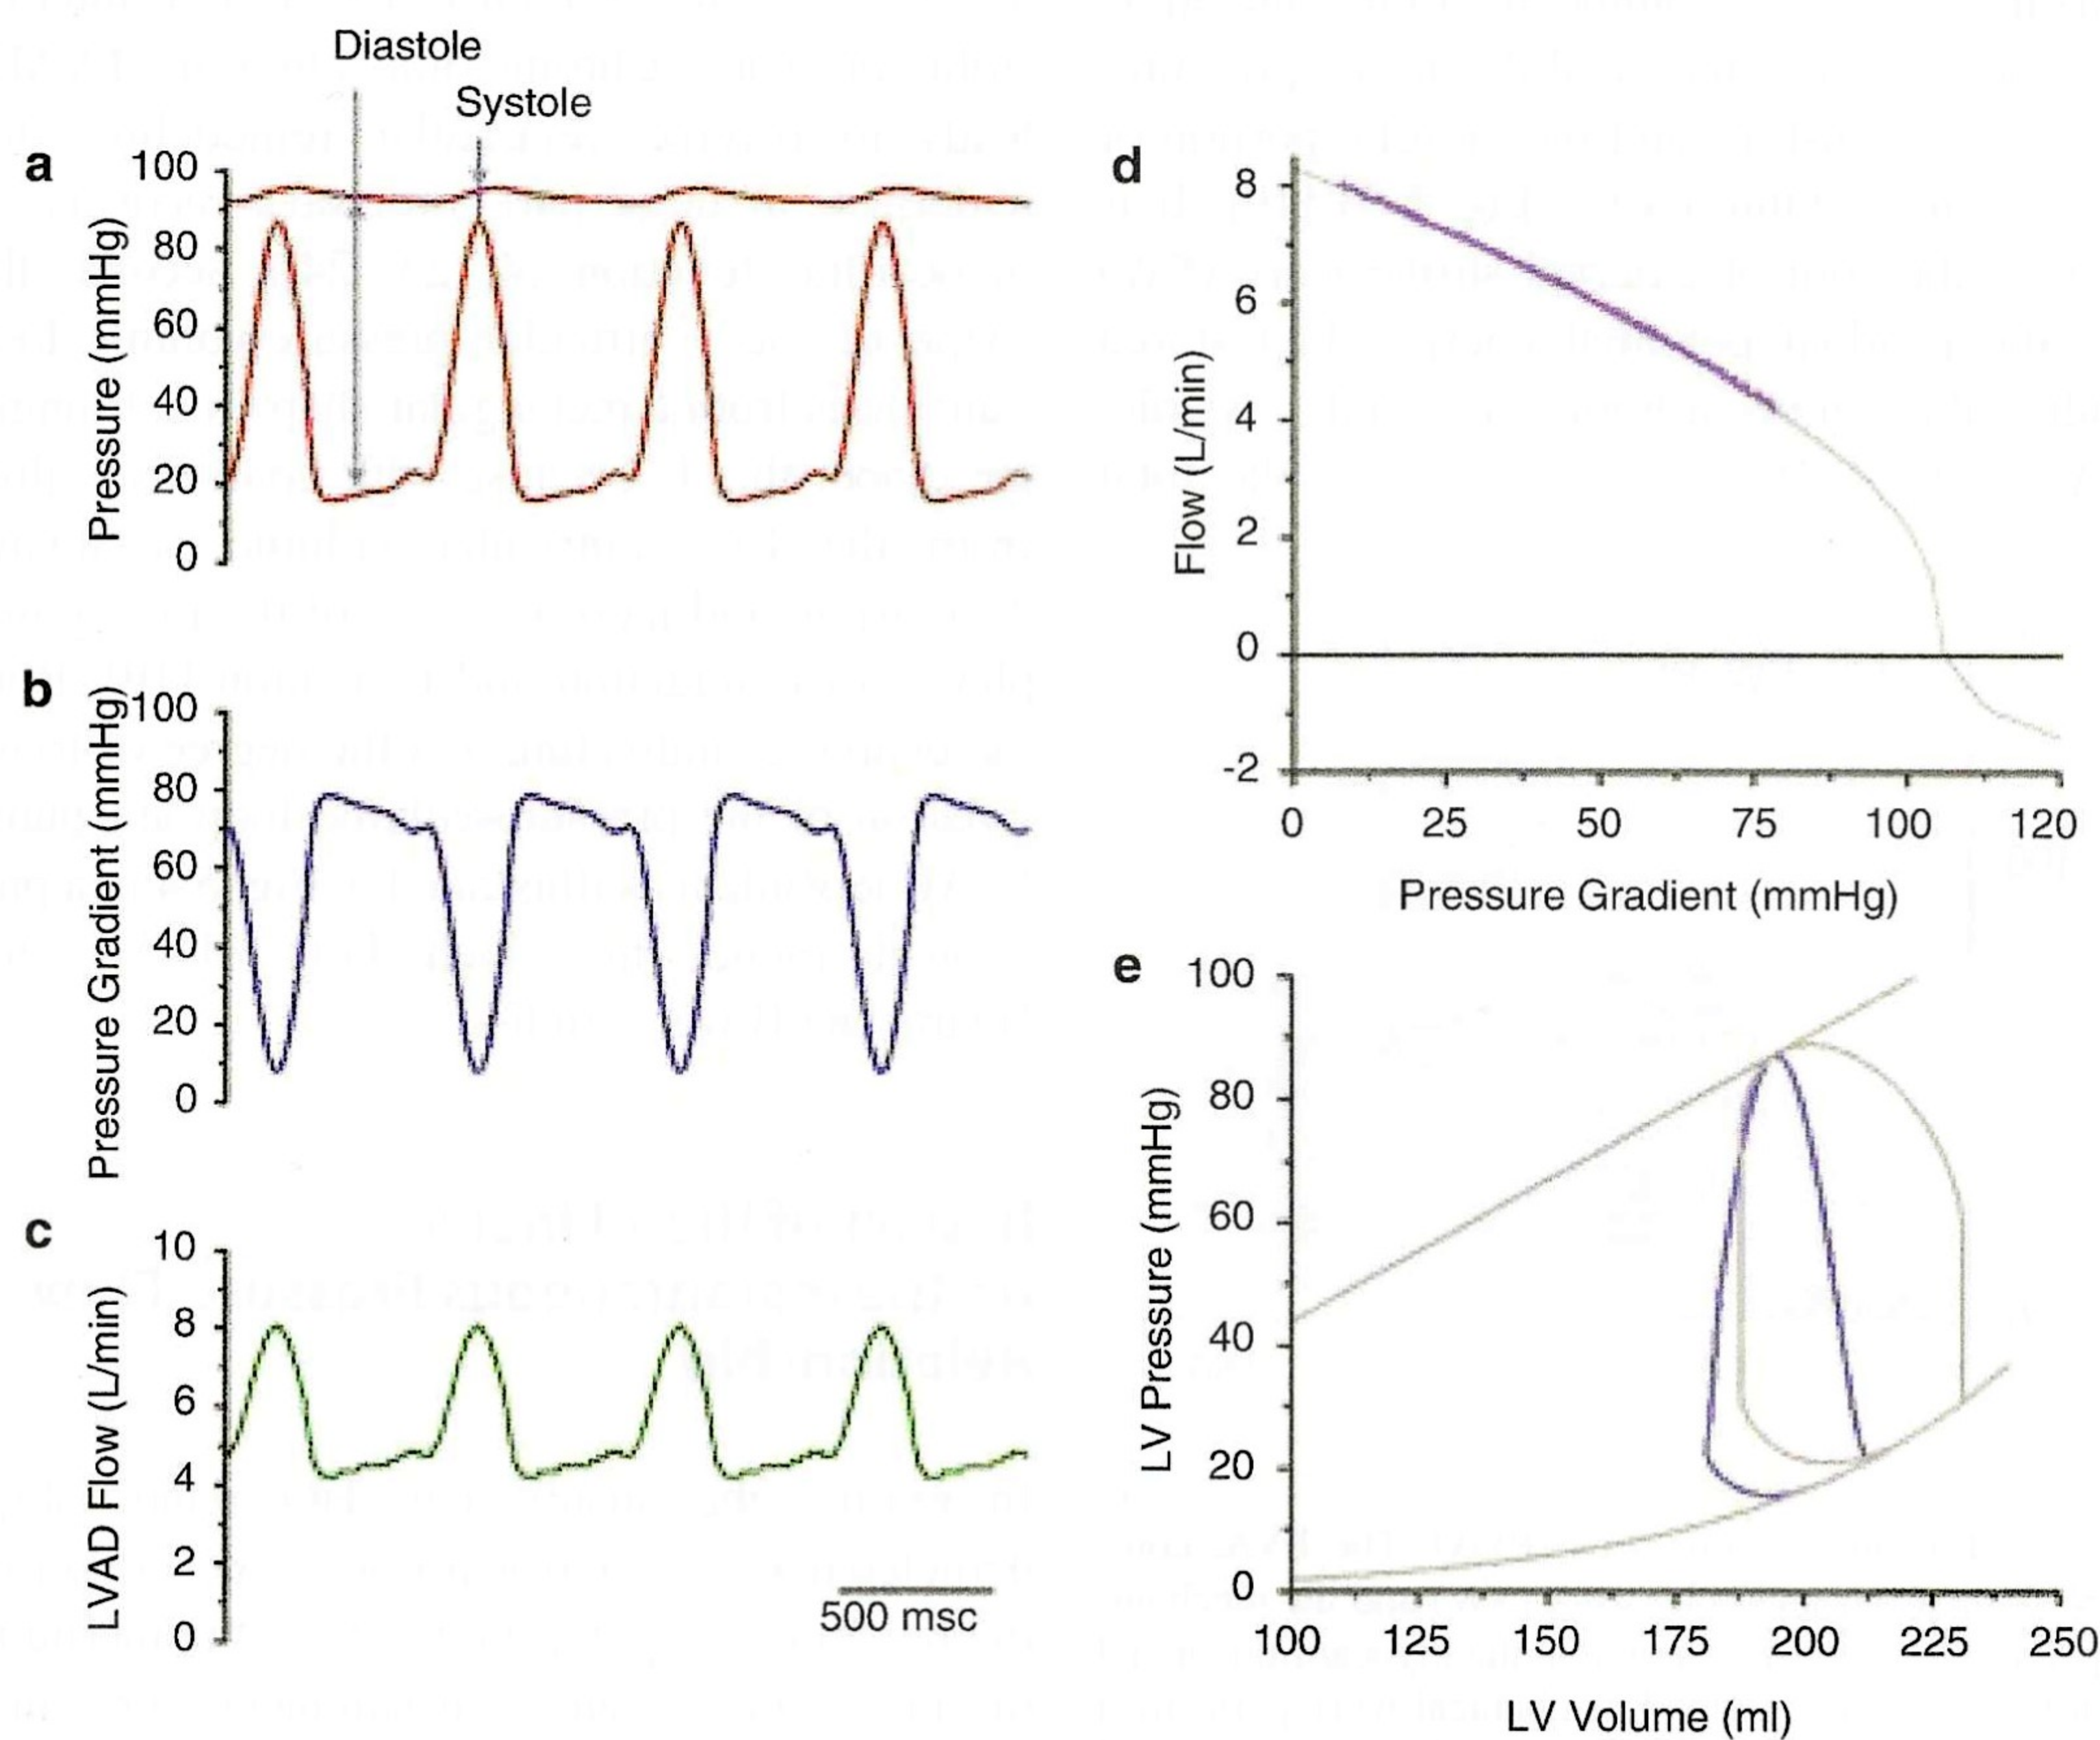 Diastole
Systole
a
Pressure (mmHg)
100
80
60
40
20
0
b
Pressure Gradient (mmHg)
100
80
60
40
20
0
c
LVAD Flow (L/min)
10
8
6
4
2
0
500 msc
d
Flow (L/min)
8
6
4
2
0
-2
0 25 50 75 100 120
Pressure Gradient (mmHg)
e
LV Pressure (mmHg)
100
80
60
40
20
0
100 125 150 175 200 225 250
LV Volume (ml)